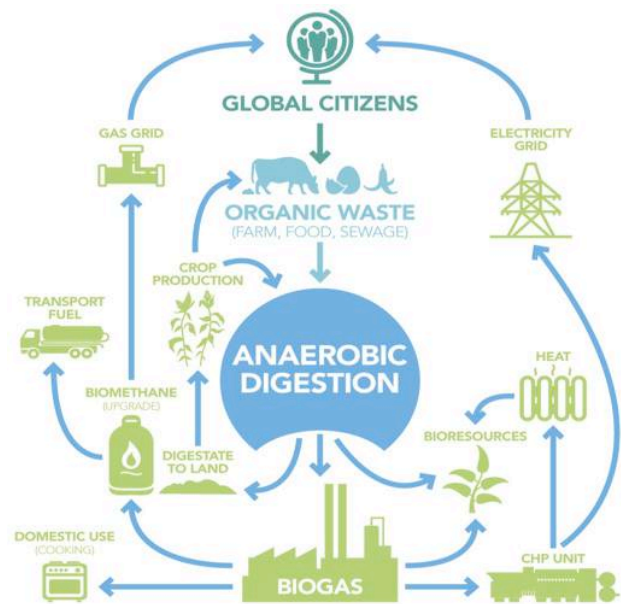 GLOBAL CITIZENS
GAS GRID
ELECTRICITY
GRID
ORGANIC WASTE
(FARM, FOOD, SEWAGE)
CROP
PRODUCTION
TRANSPORT
FUEL
ANAEROBIC
DIGESTION
HEAT
BIOMETHANE
(UPGRADE)
BIORESOURCES
DIGESTATE
TO LAND
DOMESTIC USE
(COOKING)
CHP UNIT
BIOGAS